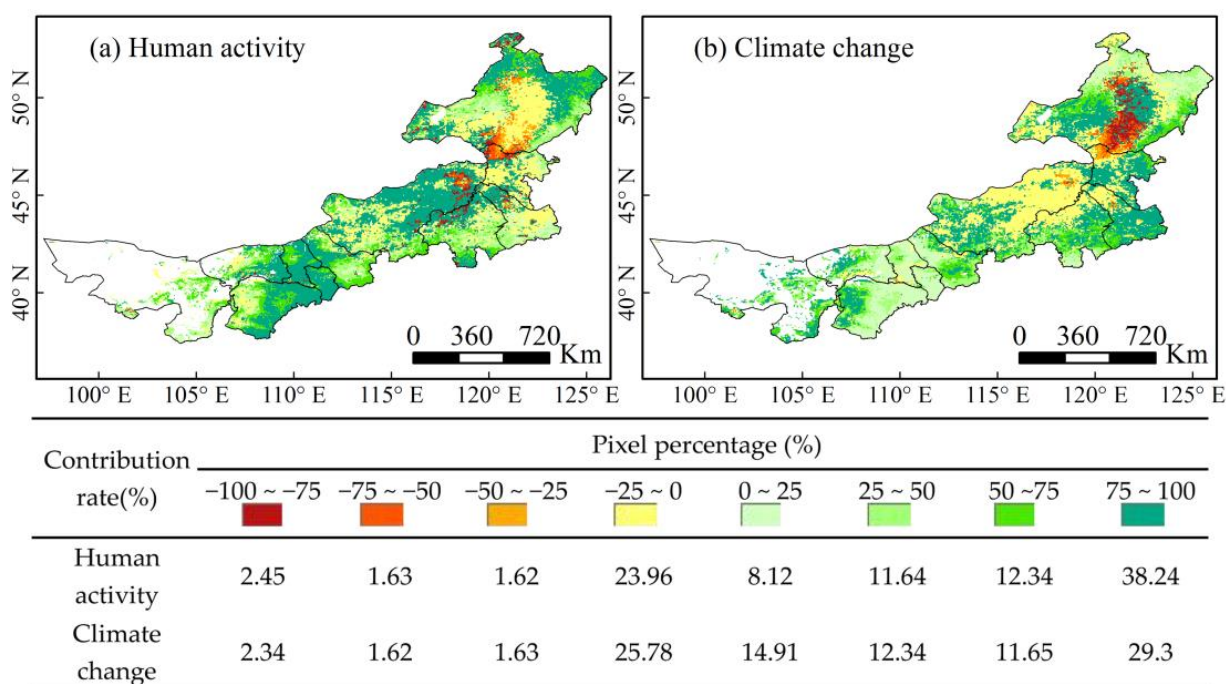 (a) Human activity
(b) Climate change
50° N
45° N
40° N
0 360 720
Km
100° E 105° E 110° E 115° E 120° E 125° E
50° N
45° N
40° N
0 360 720
Km
100° E 105° E 110° E 115° E 120° E 125° E
Contribution rate(%)
Pixel percentage (%)
−100 ~ −75 −75 ~ −50 −50 ~ −25 −25 ~ 0 0 ~ 25 25 ~ 50 50 ~75 75 ~ 100
Human activity
2.45 1.63 1.62 23.96 8.12 11.64 12.34 38.24
Climate change
2.34 1.62 1.63 25.78 14.91 12.34 11.65 29.3